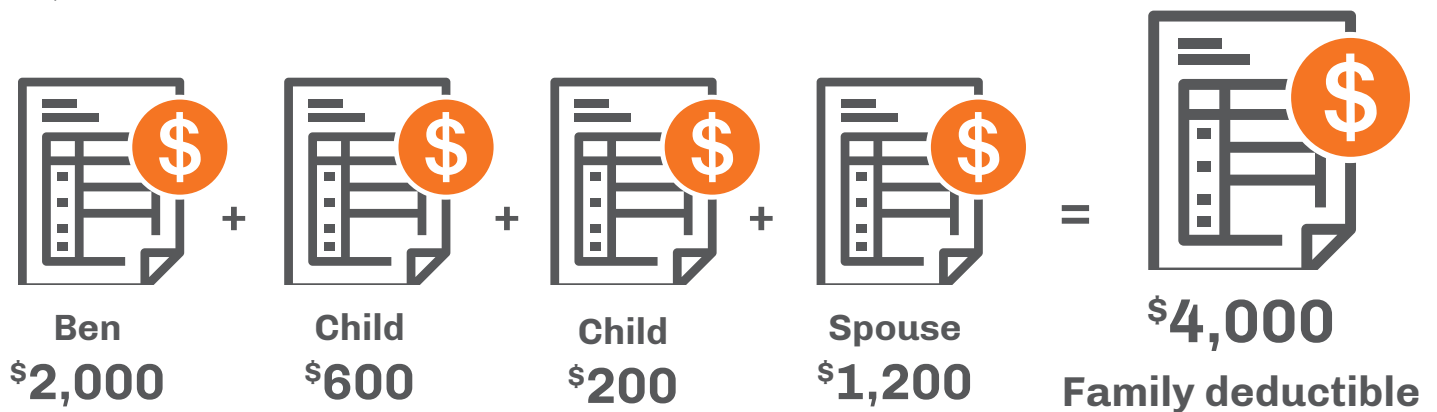 $ $ $ $ $
+ + + =
Ben Child Child Spouse
$2,000 $600 $200 $1,200
$4,000
Family deductible